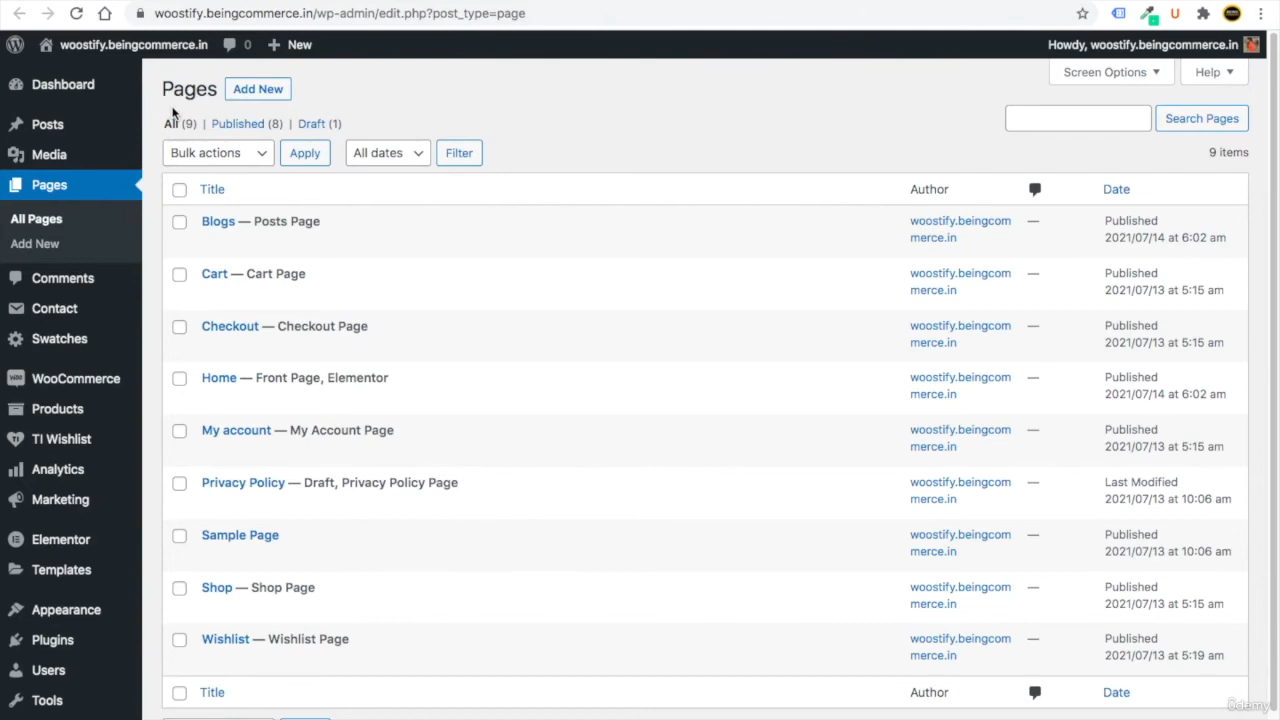 woostify.beingcommerce.in/wp-admin/edit.php?post_type=page
woostify.beingcommerce.in 0 New Howdy, woostify.beingcommerce.in
Dashboard
Posts
Media
Pages
All Pages
Add New
Comments
Contact
Swatches
WooCommerce
Products
TI Wishlist
Analytics
Marketing
Elementor
Templates
Appearance
Plugins
Users
Tools
Screen Options Help
Pages Add New
All (9) | Published (8) | Draft (1)
Search Pages
Bulk actions Apply All dates Filter 9 items
Title Author Date
Blogs — Posts Page woostify.beingcom — Published
merce.in 2021/07/14 at 6:02 am
Cart — Cart Page woostify.beingcom — Published
merce.in 2021/07/13 at 5:15 am
Checkout — Checkout Page woostify.beingcom — Published
merce.in 2021/07/13 at 5:15 am
Home — Front Page, Elementor woostify.beingcom — Published
merce.in 2021/07/14 at 6:02 am
My account — My Account Page woostify.beingcom — Published
merce.in 2021/07/13 at 5:15 am
Privacy Policy — Draft, Privacy Policy Page woostify.beingcom — Last Modified
merce.in 2021/07/13 at 10:06 am
Sample Page woostify.beingcom — Published
merce.in 2021/07/13 at 10:06 am
Shop — Shop Page woostify.beingcom — Published
merce.in 2021/07/13 at 5:15 am
Wishlist — Wishlist Page woostify.beingcom — Published
merce.in 2021/07/13 at 5:19 am
Title Author Date
ûdemy